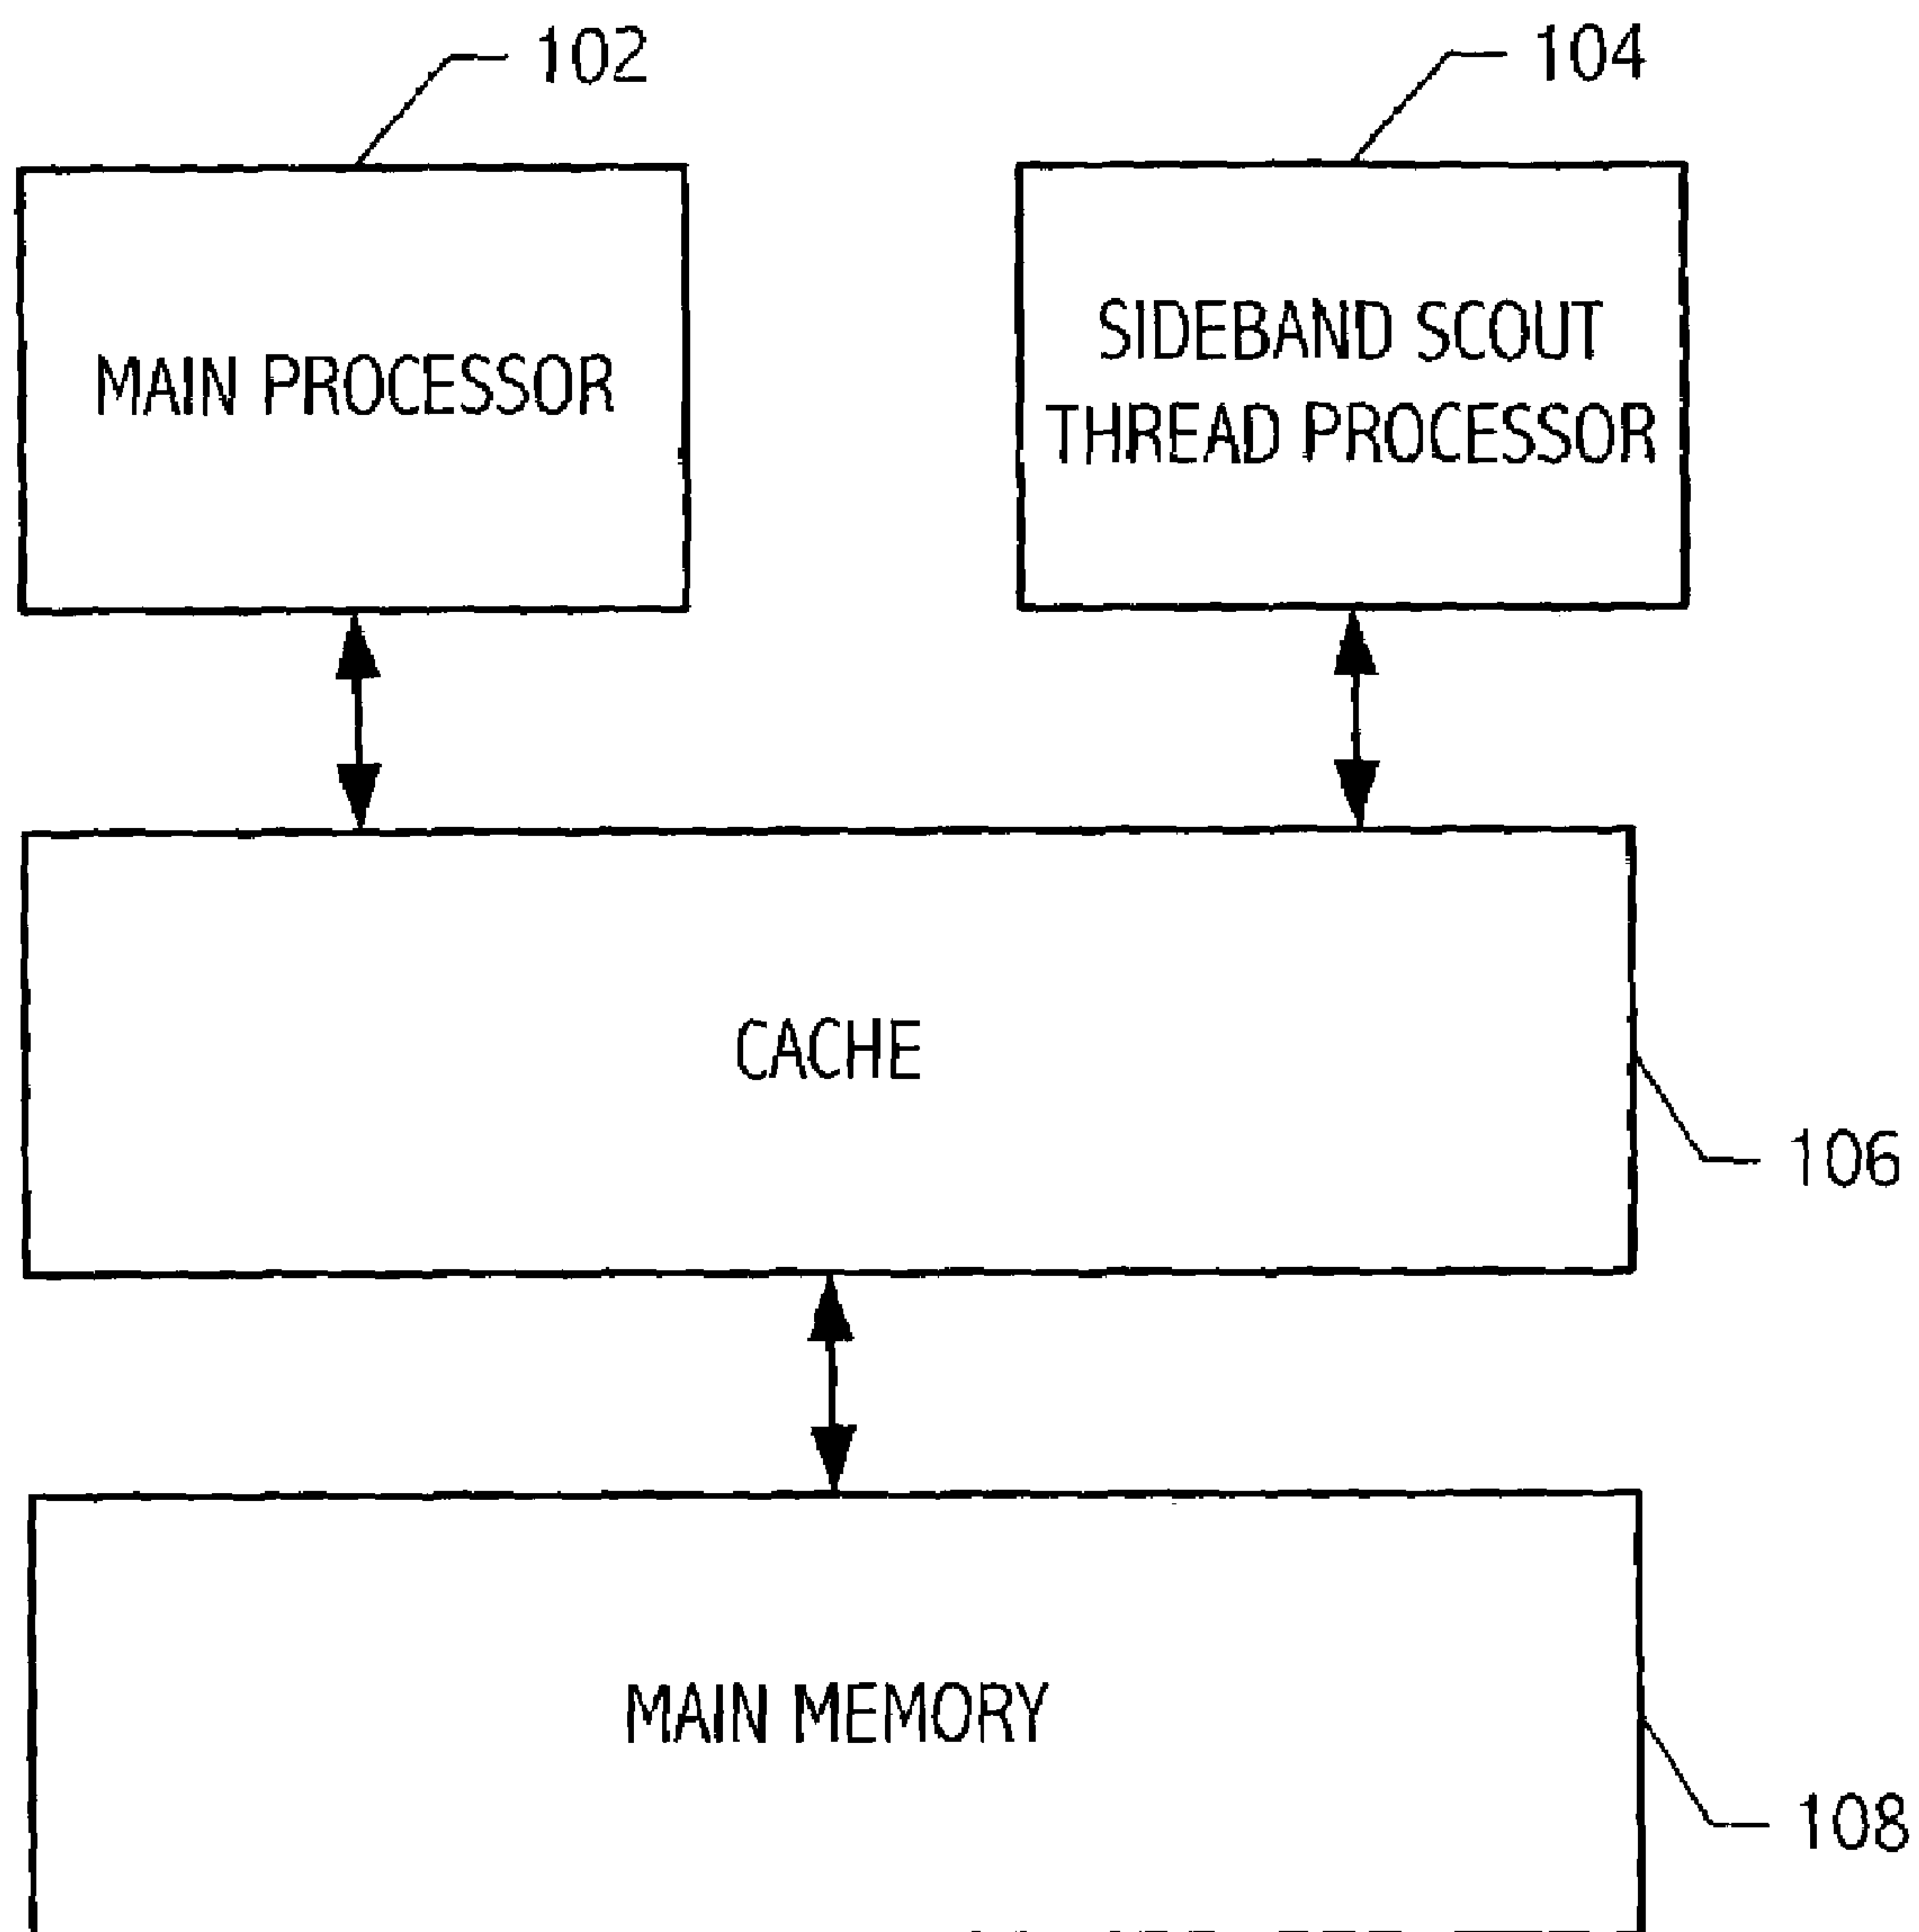 102
104
MAIN PROCESSOR
SIDEBAND SCOUT
THREAD PROCESSOR
CACHE
106
MAIN MEMORY
108